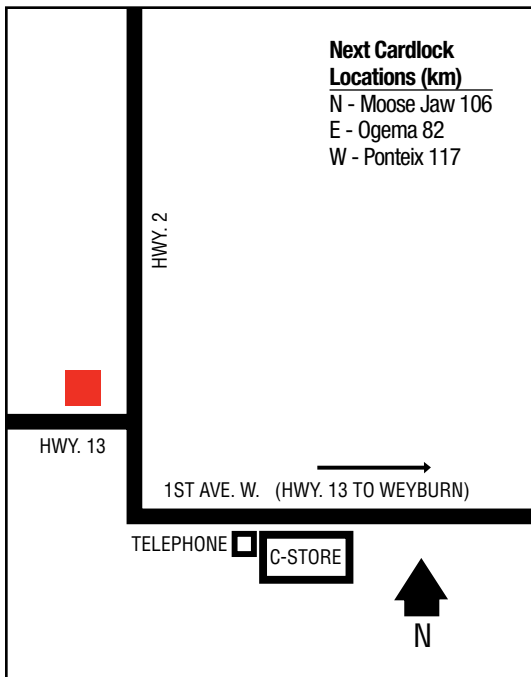 Next Cardlock
Locations (km)
N - Moose Jaw 106
E - Ogema 82
W - Ponteix 117
HWY. 2
HWY. 13
1ST AVE. W. (HWY. 13 TO WEYBURN)
TELEPHONE
C-STORE
N